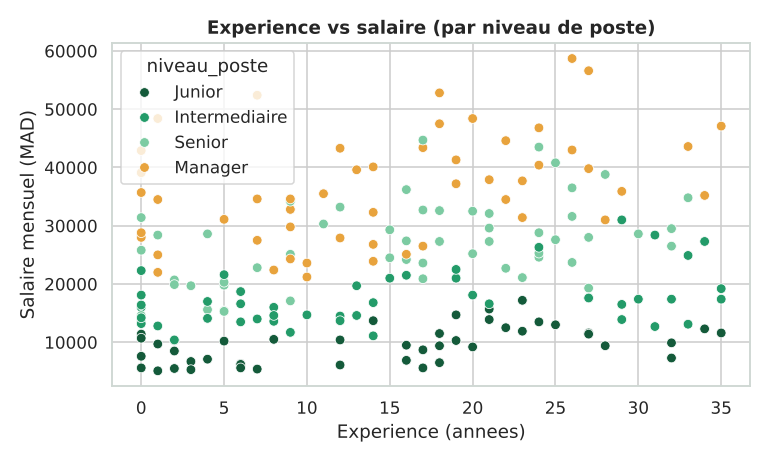 Experience vs salaire (par niveau de poste)
Salaire mensuel (MAD)
60000
50000
40000
30000
20000
10000
niveau_poste
Junior
Intermediaire
Senior
Manager
0 5 10 15 20 25 30 35
Experience (annees)